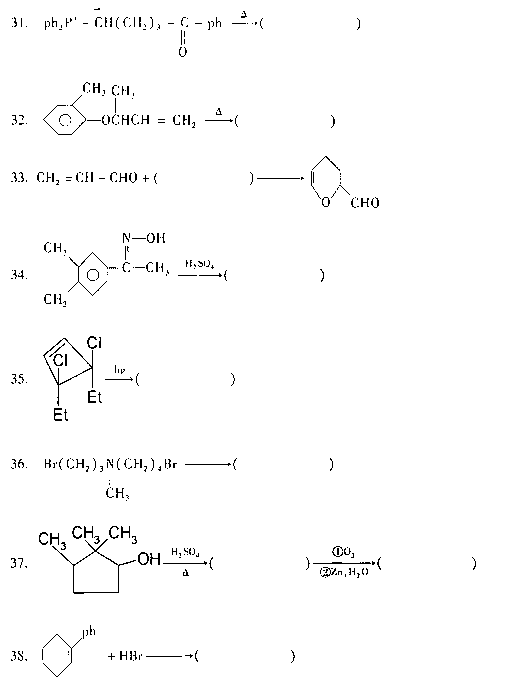 31. ph₃P⁺ – C̄H(CH₂)₃ – C – ph →Δ ( )
O
CH₃ CH₃
32. OCHCH = CH₂ →Δ ( )
33. CH₂ = CH – CHO + ( ) → O CHO
N – OH
CH₃
34. C – CH₃ →H₂SO₄ ( )
CH₃
Cl
Cl
35. →hν ( )
Et
Et
36. Br(CH₂)₃N(CH₂)₄Br → ( )
CH₃
CH₃ CH₃ CH₃
37. OH →H₂SO₄ Δ ( ) →①O₃ ②Zn, H₂O ( )
ph
38. + HBr → ( )